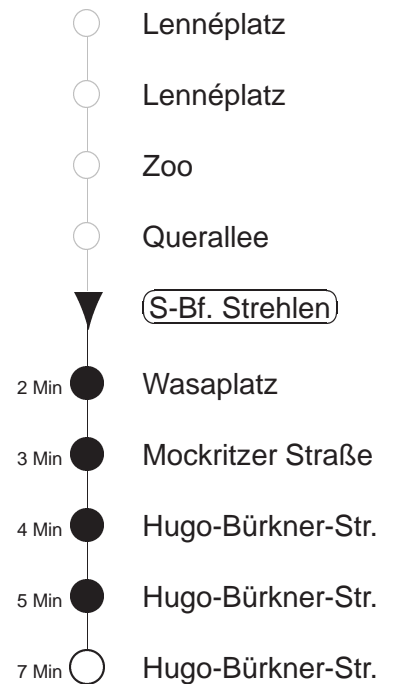 Lennéplatz
Lennéplatz
Zoo
Querallee
S-Bf. Strehlen
2 Min Wasaplatz
3 Min Mockritzer Straße
4 Min Hugo-Bürkner-Str.
5 Min Hugo-Bürkner-Str.
7 Min Hugo-Bürkner-Str.